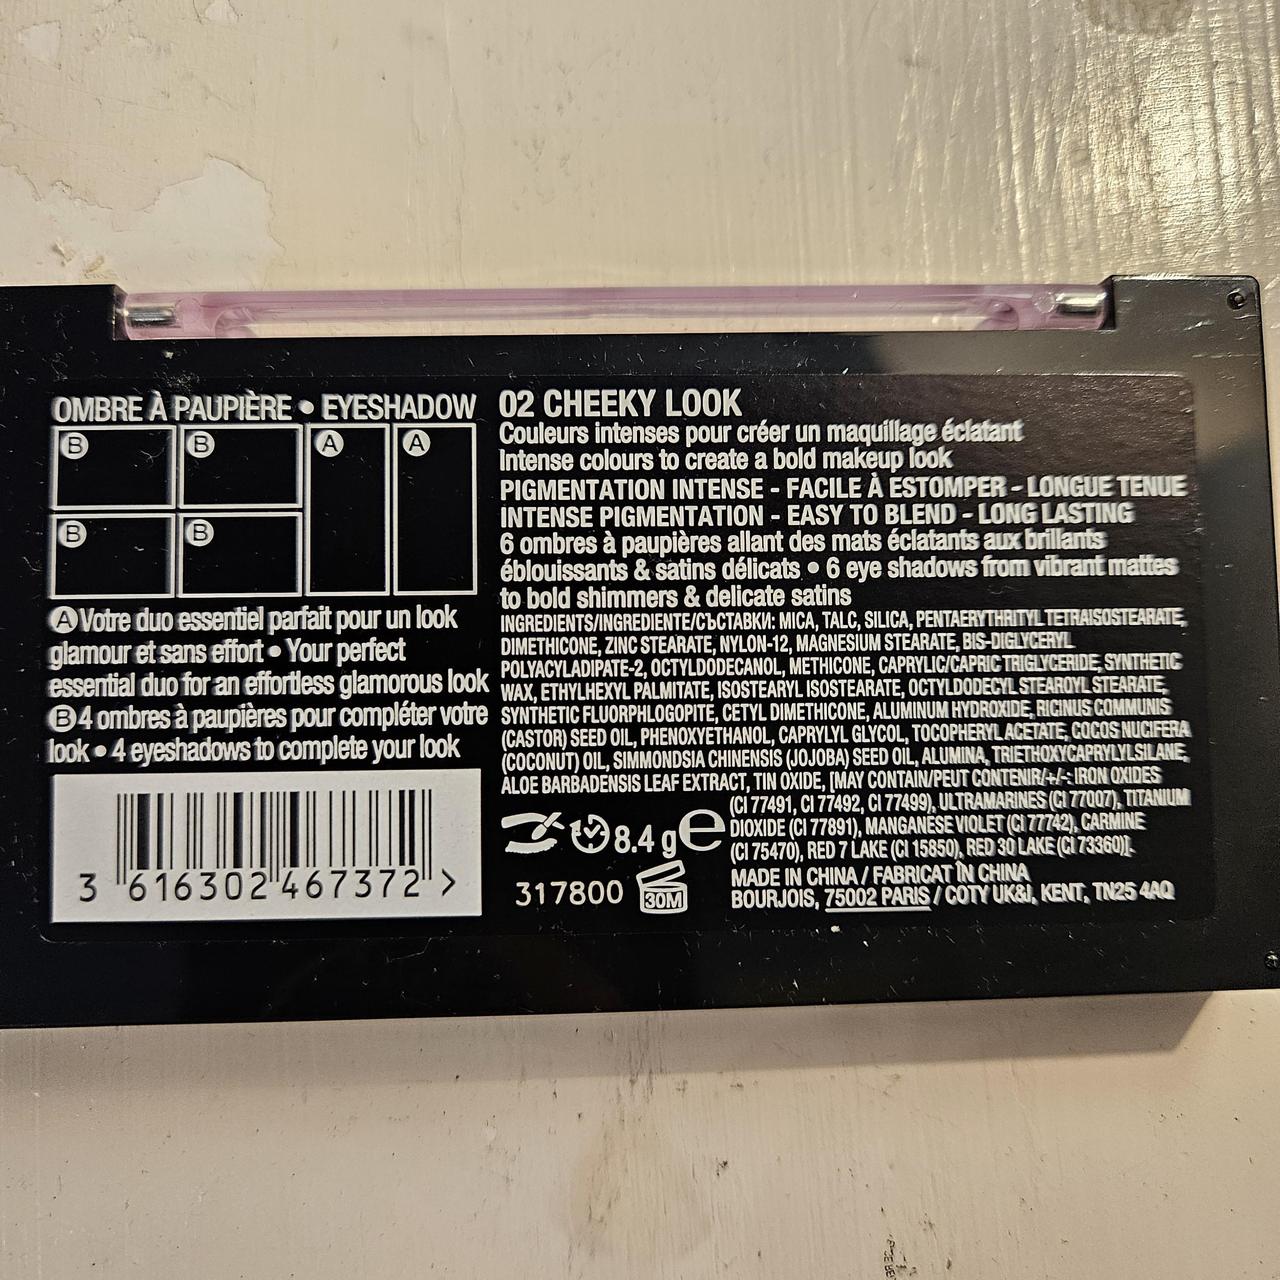 OMBRE À PAUPIÈRE • EYESHADOW
B
B
A
A
B
B
A Votre duo essentiel parfait pour un look
glamour et sans effort • Your perfect
essential duo for an effortless glamorous look
B 4 ombres à paupières pour compléter votre
look • 4 eyeshadows to complete your look
3 616302 467372 >
02 CHEEKY LOOK
Couleurs intenses pour créer un maquillage éclatant
Intense colours to create a bold makeup look
PIGMENTATION INTENSE - FACILE À ESTOMPER - LONGUE TENUE
INTENSE PIGMENTATION - EASY TO BLEND - LONG LASTING
6 ombres à paupières allant des mats éclatants aux brillants
éblouissants & satins délicats • 6 eye shadows from vibrant mattes
to bold shimmers & delicate satins
INGREDIENTS/INGREDIENTE/СЪСТАВКИ: MICA, TALC, SILICA, PENTAERYTHRITYL TETRAISOSTEARATE,
DIMETHICONE, ZINC STEARATE, NYLON-12, MAGNESIUM STEARATE, BIS-DIGLYCERYL
POLYACYLADIPATE-2, OCTYLDODECANOL, METHICONE, CAPRYLIC/CAPRIC TRIGLYCERIDE, SYNTHETIC
WAX, ETHYLHEXYL PALMITATE, ISOSTEARYL ISOSTEARATE, OCTYLDODECYL STEAROYL STEARATE,
SYNTHETIC FLUORPHLOGOPITE, CETYL DIMETHICONE, ALUMINUM HYDROXIDE, RICINUS COMMUNIS
(CASTOR) SEED OIL, PHENOXYETHANOL, CAPRYLYL GLYCOL, TOCOPHERYL ACETATE, COCOS NUCIFERA
(COCONUT) OIL, SIMMONDSIA CHINENSIS (JOJOBA) SEED OIL, ALUMINA, TRIETHOXYCAPRYLYLSILANE,
ALOE BARBADENSIS LEAF EXTRACT, TIN OXIDE, [MAY CONTAIN/PEUT CONTENIR/+/-: IRON OXIDES
(CI 77491, CI 77492, CI 77499), ULTRAMARINES (CI 77007), TITANIUM
DIOXIDE (CI 77891), MANGANESE VIOLET (CI 77742), CARMINE
(CI 75470), RED 7 LAKE (CI 15850), RED 30 LAKE (CI 73360)].
8.4 g e
317800
30M
MADE IN CHINA / FABRICAT ÎN CHINA
BOURJOIS, 75002 PARIS / COTY UK&I, KENT, TN25 4AQ